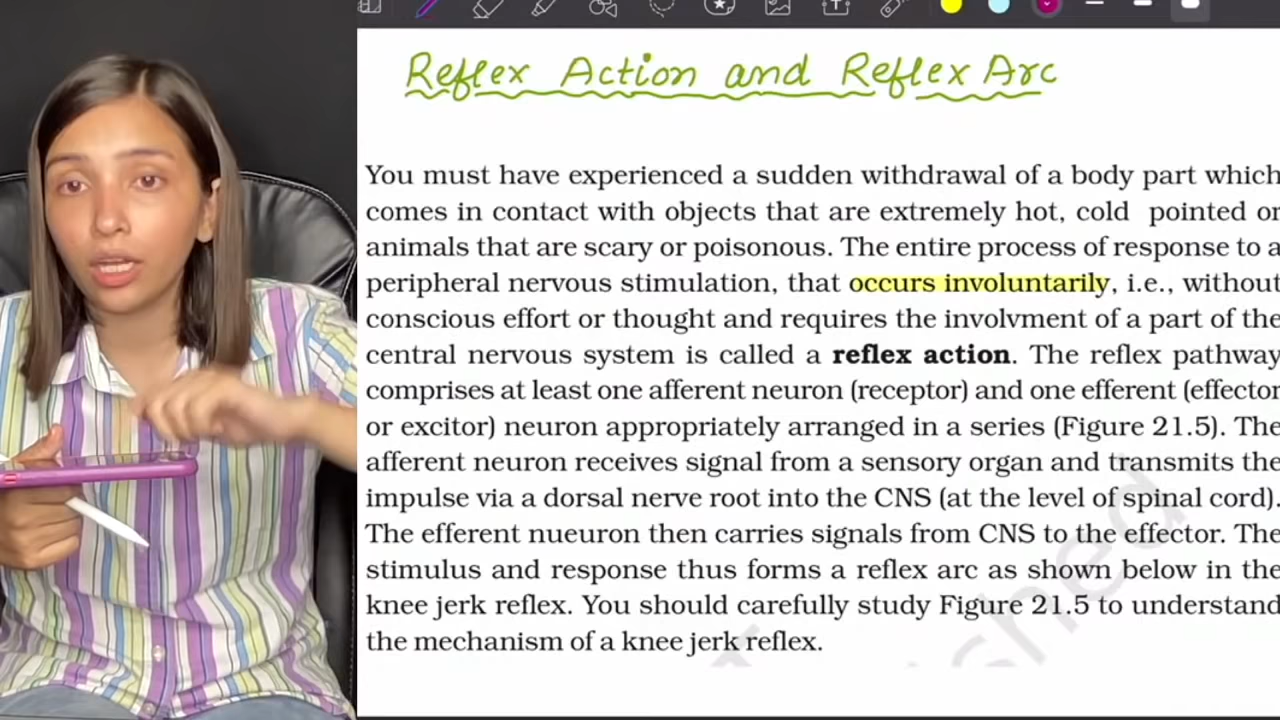 Reflex Action and Reflex Arc
You must have experienced a sudden withdrawal of a body part which
comes in contact with objects that are extremely hot, cold pointed or
animals that are scary or poisonous. The entire process of response to a
peripheral nervous stimulation, that occurs involuntarily, i.e., without
conscious effort or thought and requires the involvment of a part of the
central nervous system is called a reflex action. The reflex pathway
comprises at least one afferent neuron (receptor) and one efferent (effector
or excitor) neuron appropriately arranged in a series (Figure 21.5). The
afferent neuron receives signal from a sensory organ and transmits the
impulse via a dorsal nerve root into the CNS (at the level of spinal cord).
The efferent nueuron then carries signals from CNS to the effector. The
stimulus and response thus forms a reflex arc as shown below in the
knee jerk reflex. You should carefully study Figure 21.5 to understand
the mechanism of a knee jerk reflex.